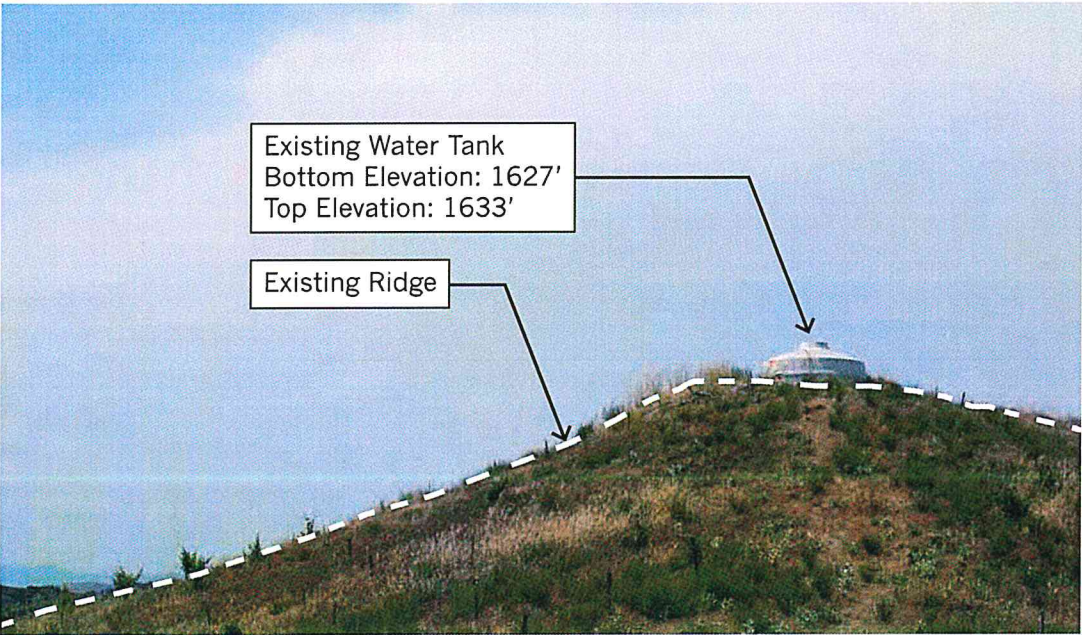 Existing Water Tank
Bottom Elevation: 1627'
Top Elevation: 1633'
Existing Ridge